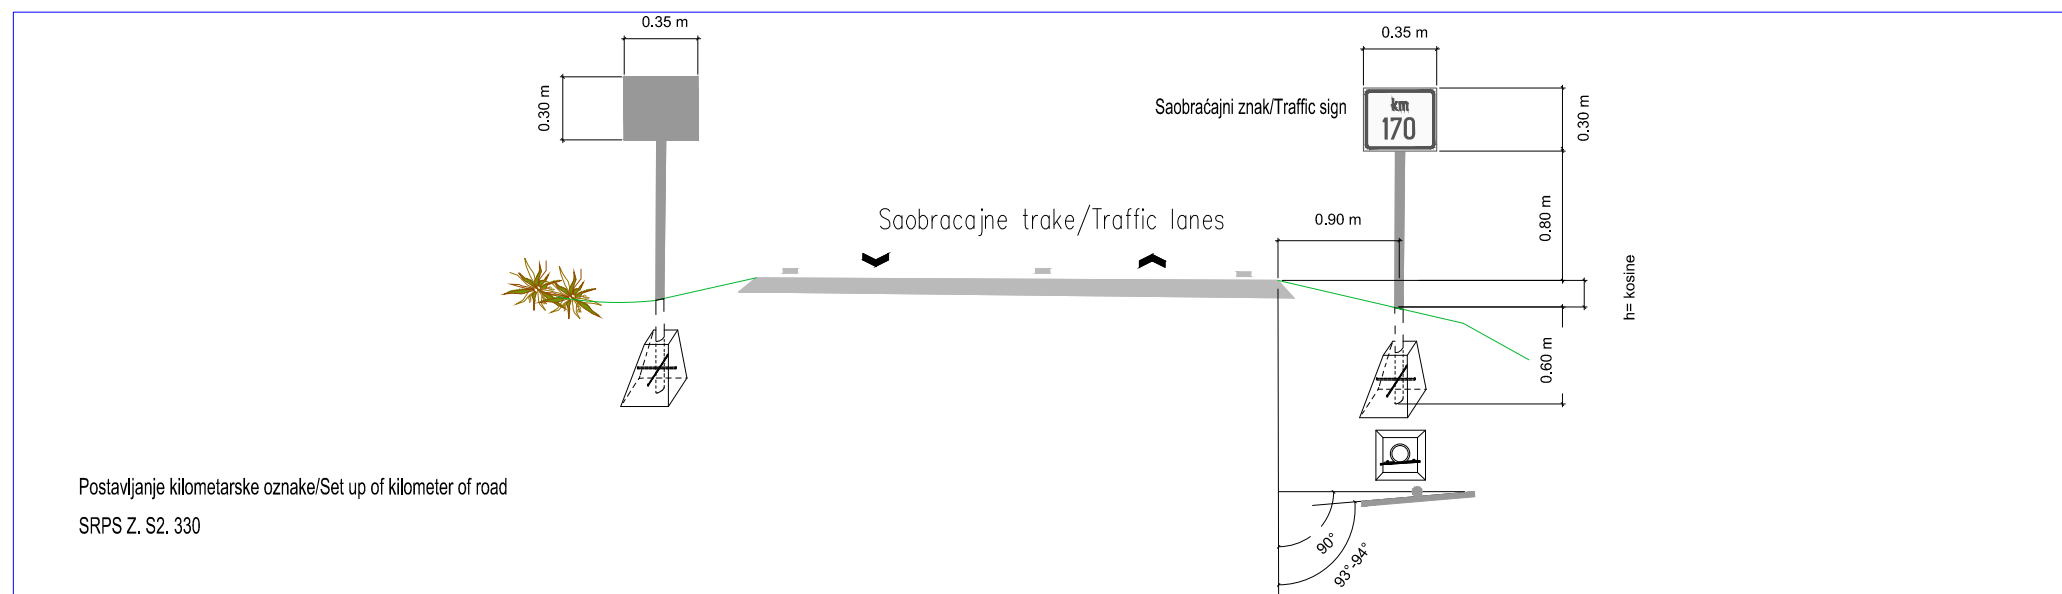 0.35 m
0.35 m
0.30 m
Saobraćajni znak/Traffic sign
km
170
0.30 m
Saobracajne trake/Traffic lanes
0.90 m
0.80 m
h= kosine
0.60 m
Postavljanje kilometarske oznake/Set up of kilometer of road
SRPS Z. S2. 330
90°
93°-94°